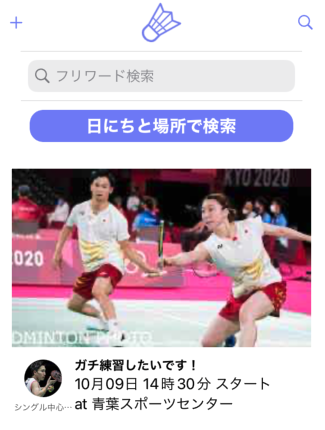 フリワード検索
日にちと場所で検索
KYO 2020
020
DMINTON PHOTO
ガチ練習したいです！
10月09日 14時30分 スタート
シングル中心…
at 青葉スポーツセンター